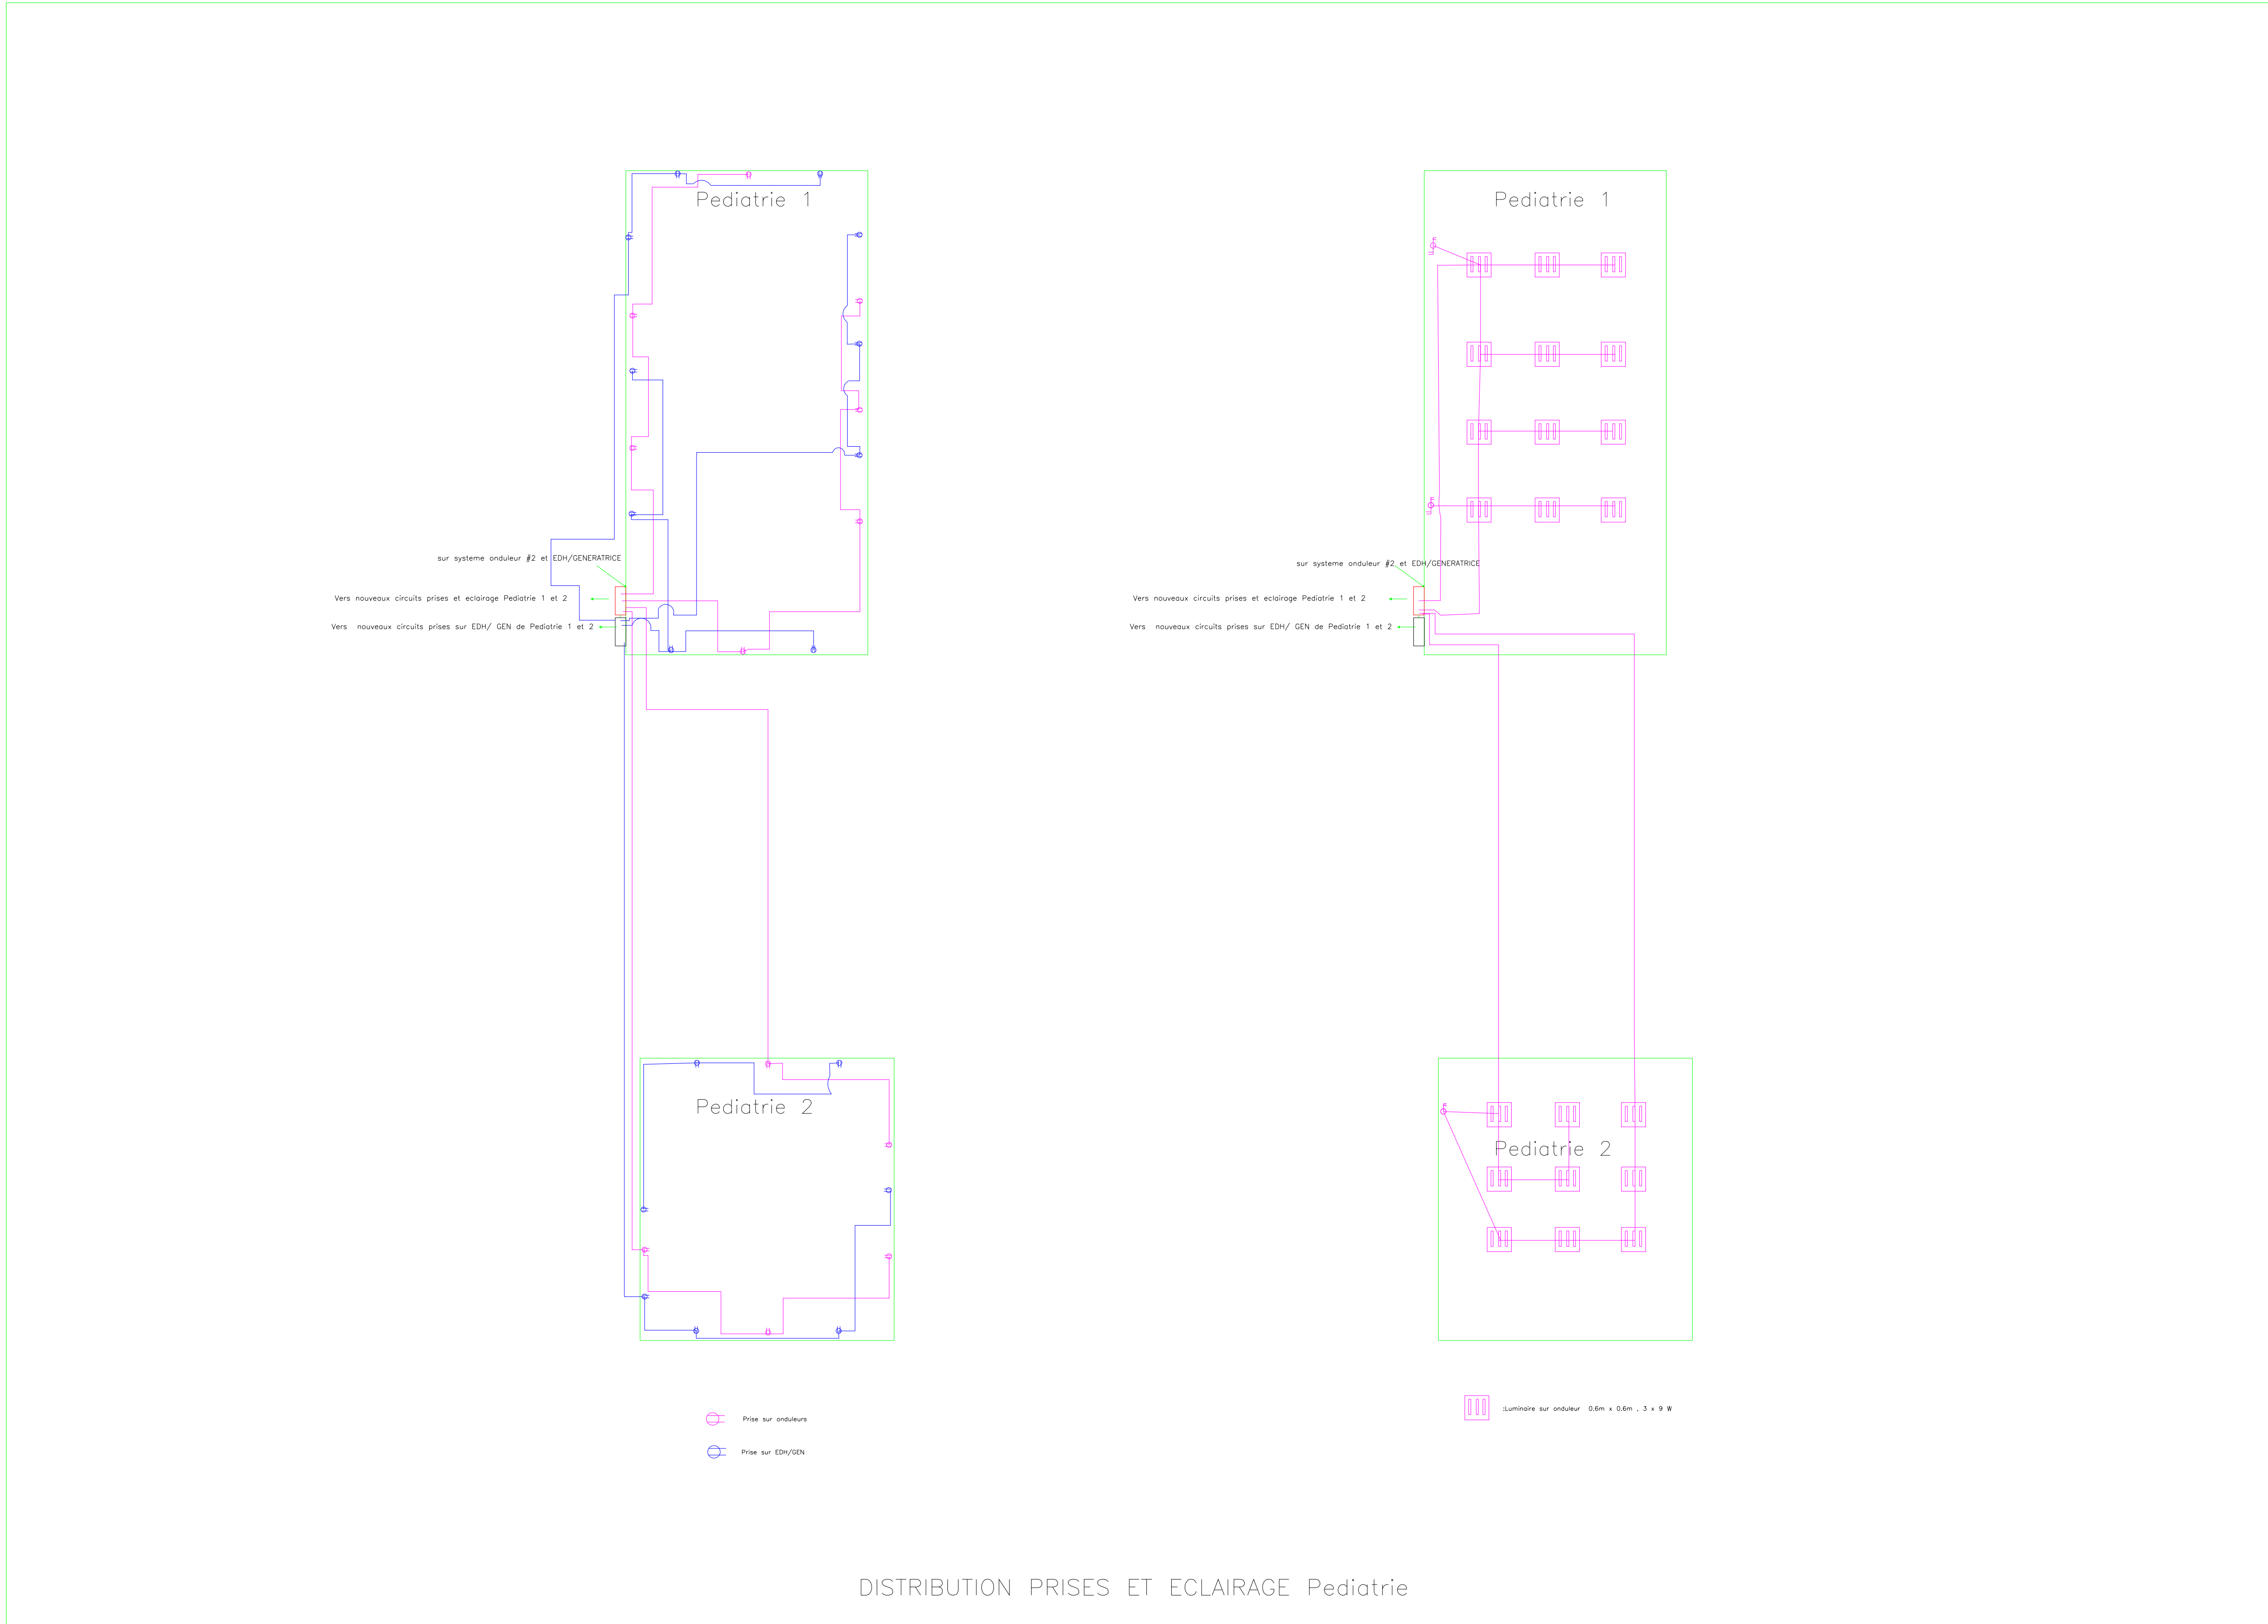 Pediatrie 1
sur systeme onduleur #2 et EDH/GENERATRICE
Vers nouveaux circuits prises et eclairage Pediatrie 1 et 2
Vers nouveaux circuits prises sur EDH/ GEN de Pediatrie 1 et 2
Pediatrie 2
Prise sur onduleurs
Prise sur EDH/GEN
Pediatrie 1
F
F
sur systeme onduleur #2 et EDH/GENERATRICE
Vers nouveaux circuits prises et eclairage Pediatrie 1 et 2
Vers nouveaux circuits prises sur EDH/ GEN de Pediatrie 1 et 2
F
Pediatrie 2
:Luminaire sur onduleur 0.6m x 0.6m , 3 x 9 W
DISTRIBUTION PRISES ET ECLAIRAGE Pediatrie